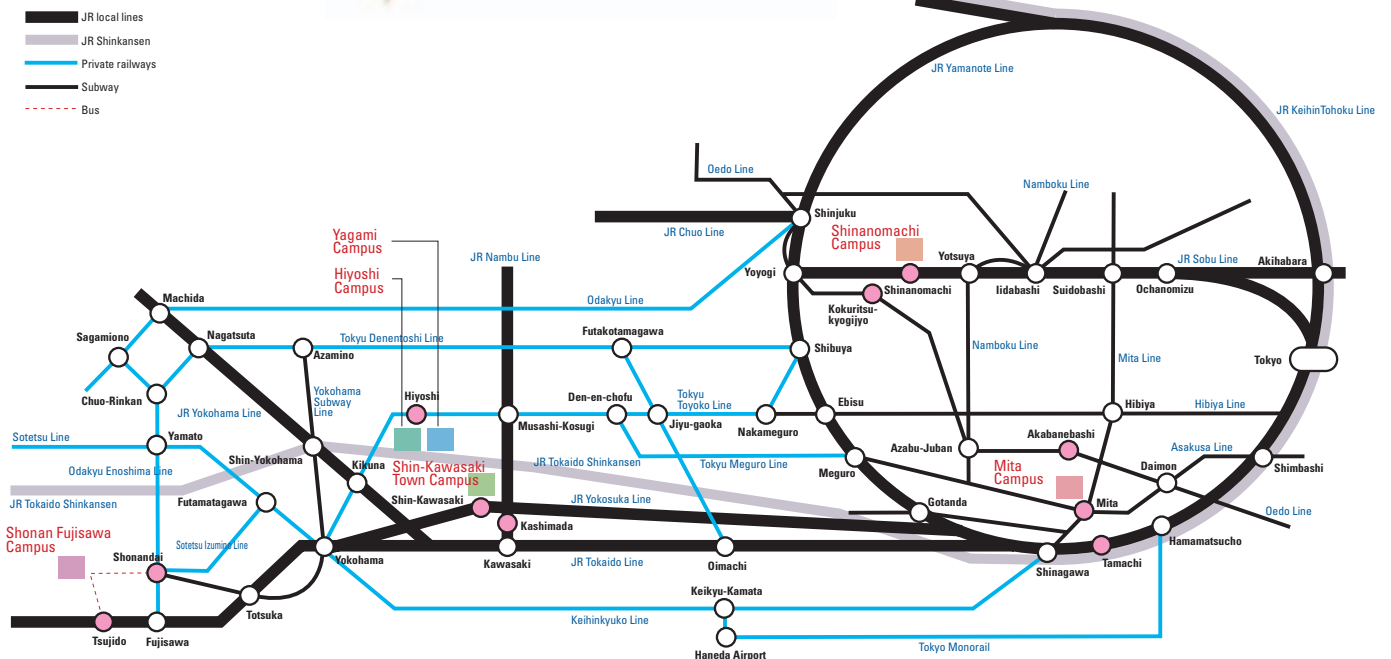 JR local lines
JR Shinkansen
Private railways
Subway
Bus
JR Yamanote Line
JR KeihinTohoku Line
Oedo Line
Namboku Line
Shinjuku
JR Chuo Line
Shinanomachi
Campus
Yagami
Campus
JR Nambu Line
Yoyogi
Yotsuya
JR Sobu Line
Akihabara
Hiyoshi
Campus
Shinanomachi
Iidabashi
Suidobashi
Ochanomizu
Machida
Odakyu Line
Kokuritsu-
kyogijyo
Sagamiono
Nagatsuta
Tokyu Denentoshi Line
Futakotamagawa
Azamino
Shibuya
Namboku Line
Mita Line
Tokyo
Chuo-Rinkan
Yokohama
Subway
Line
Hiyoshi
Den-en-chofu
Tokyu
Toyoko Line
JR Yokohama Line
Musashi-Kosugi
Jiyu-gaoka
Nakameguro
Ebisu
Hibiya
Hibiya Line
Sotetsu Line
Yamato
Azabu-Juban
Akabanebashi
Asakusa Line
Shin-Yokohama
Kikuna
Shin-Kawasaki
Town Campus
JR Tokaido Shinkansen
Tokyu Meguro Line
Meguro
Mita
Campus
Daimon
Shimbashi
Odakyu Enoshima Line
JR Tokaido Shinkansen
Futamatagawa
Shin-Kawasaki
JR Yokosuka Line
Gotanda
Mita
Oedo Line
Shonan Fujisawa
Campus
Kashimada
Hamamatsucho
Sotetsu Izumino Line
Shonandai
Yokohama
Kawasaki
JR Tokaido Line
Oimachi
Shinagawa
Tamachi
Keikyu-Kamata
Totsuka
Keihinkyuko Line
Tsujido
Fujisawa
Haneda Airport
Tokyo Monorail